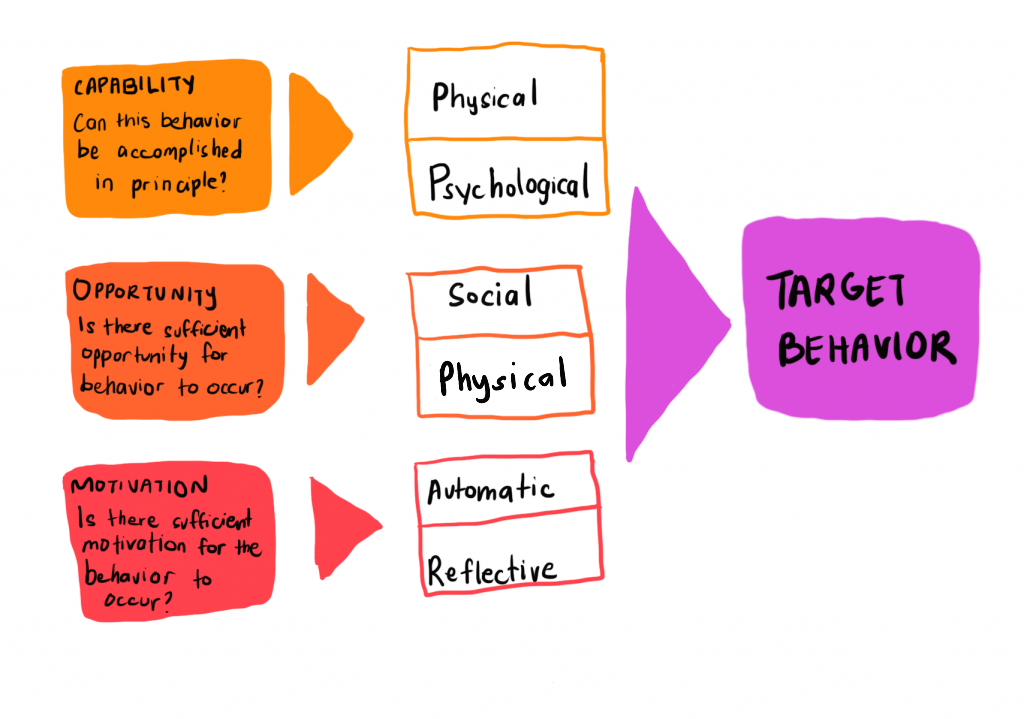 CAPABILITY
Can this behavior
be accomplished
in principle?
Physical
Psychological
OPPORTUNITY
Is there sufficient
opportunity for
behavior to occur?
Social
Physical
MOTIVATION
Is there sufficient
motivation for the
behavior to
occur?
Automatic
Reflective
TARGET
BEHAVIOR